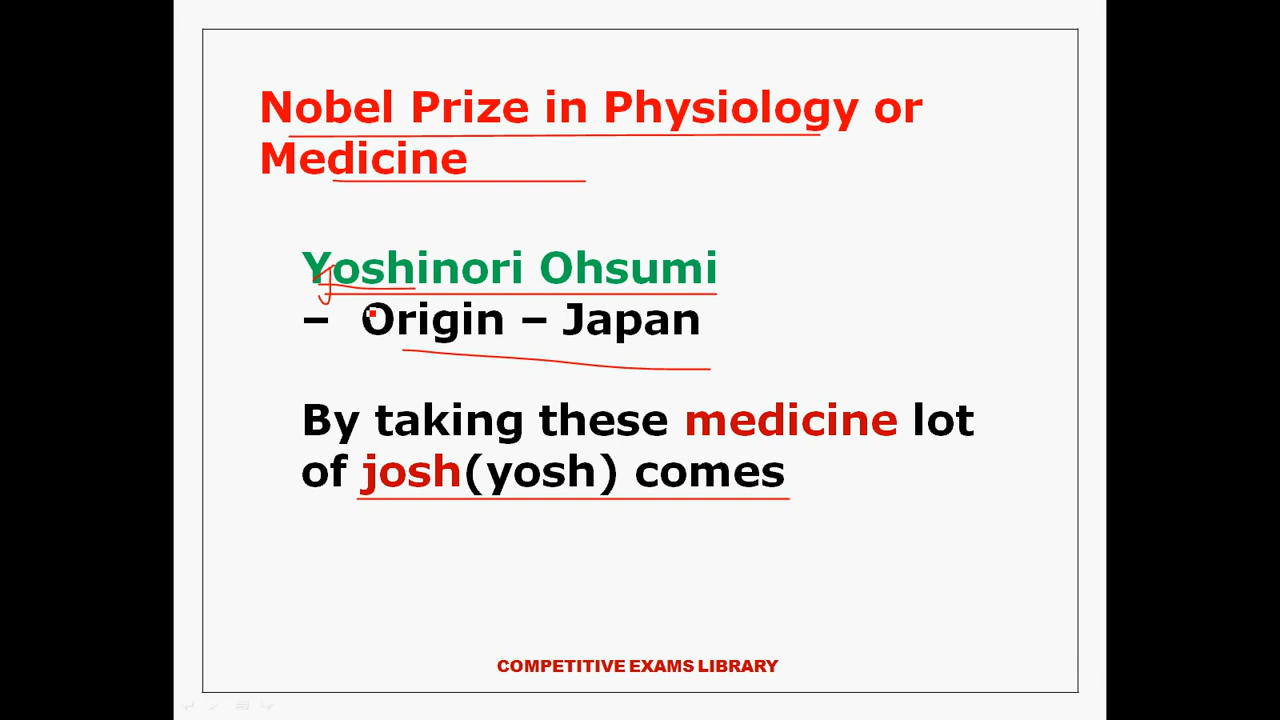 Nobel Prize in Physiology or
Medicine
Yoshinori Ohsumi
– Origin – Japan
By taking these medicine lot
of josh(yosh) comes
COMPETITIVE EXAMS LIBRARY